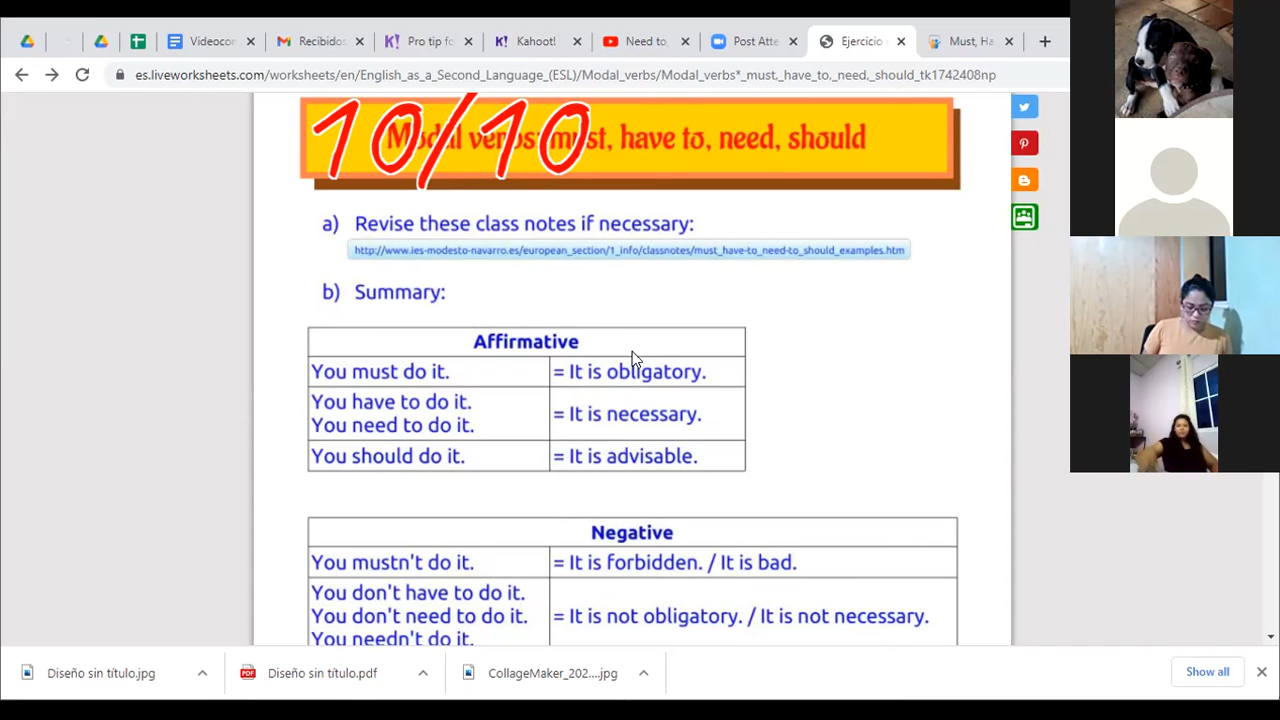 Videocor
Recibidos
Pro tip fo
Kahoot!
Need to,
Post Atte
Ejercicio
Must, Ha
es.liveworksheets.com/worksheets/en/English_as_a_Second_Language_(ESL)/Modal_verbs/Modal_verbs*_must,_have_to,_need,_should_tk1742408np
10/10
Modal verbs: must, have to, need, should
a) Revise these class notes if necessary:
http://www.ies-modesto-navarro.es/european_section/1_info/classnotes/must_have-to_need-to_should_examples.htm
b) Summary:
Affirmative
You must do it. = It is obligatory.
You have to do it.
You need to do it.
= It is necessary.
You should do it. = It is advisable.
Negative
You mustn't do it. = It is forbidden. / It is bad.
You don't have to do it.
You don't need to do it.
You needn't do it.
= It is not obligatory. / It is not necessary.
Diseño sin título.jpg
Diseño sin título.pdf
CollageMaker_202....jpg
Show all